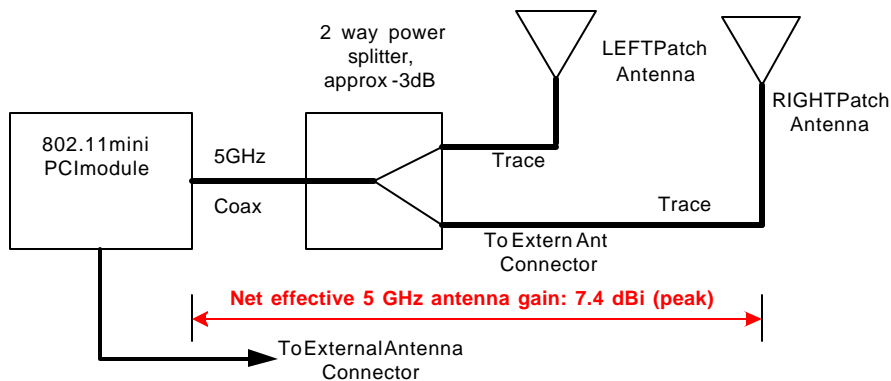 2 way power
splitter,
approx -3dB
LEFTPatch
Antenna
RIGHTPatch
Antenna
802.11mini
PCImodule
5GHz
Coax
Trace
Trace
To Extern Ant
Connector
Net effective 5 GHz antenna gain: 7.4 dBi (peak)
ToExternalAntenna
Connector